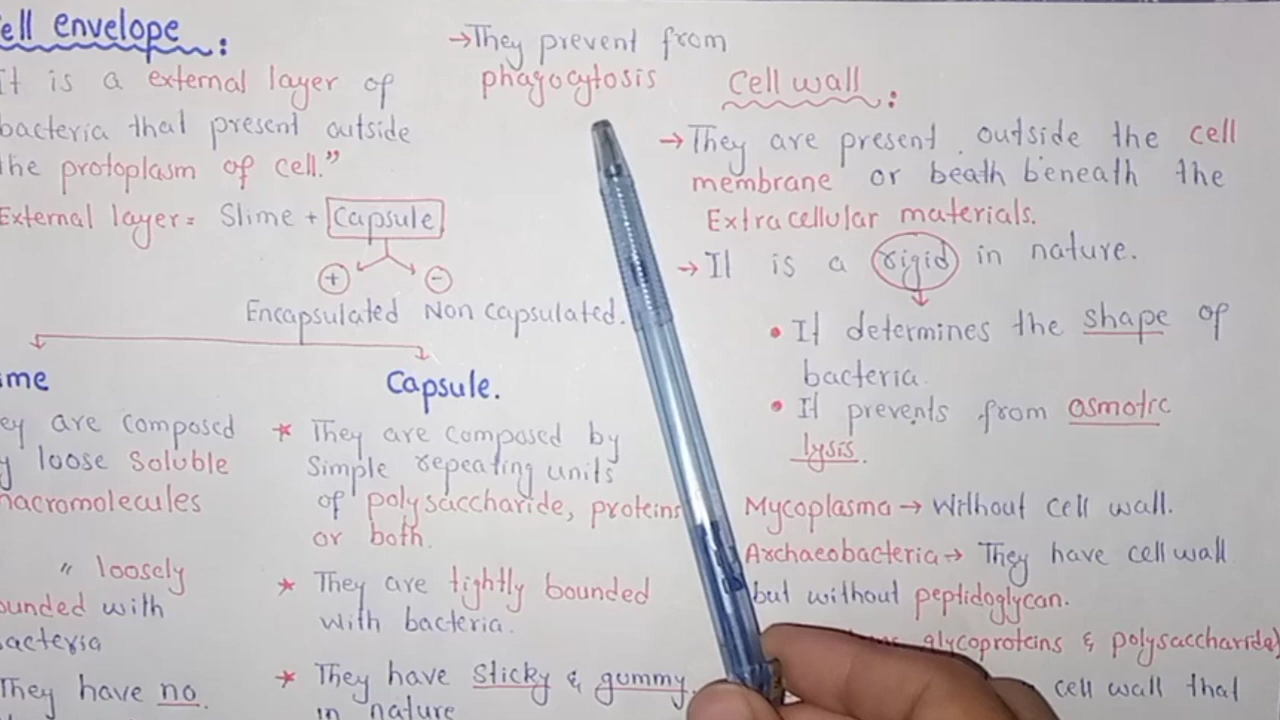 ell envelope :
It is a external layer of
bacteria that present outside
the protoplasm of cell."
External layer = Slime + Capsule
+ -
Encapsulated Non capsulated.
ime
ey are composed
y loose Soluble
macromolecules
" loosely
ounded with
acteria
They have no.
Capsule.
* They are composed by
Simple repeating units
of polysaccharide, proteins
or both.
* They are tightly bounded
with bacteria.
* They have sticky & gummy
in nature
→ They prevent from
phagocytosis
Cell wall :
→ They are present outside the cell
membrane or beath beneath the
Extracellular materials.
→ It is a rigid in nature.
• It determines the shape of
bacteria.
• It prevents from osmotic
lysis.
Mycoplasma → Without cell wall.
Archaeobacteria → They have cell wall
but without peptidoglycan.
glycoproteins & polysaccharide)
cell wall that